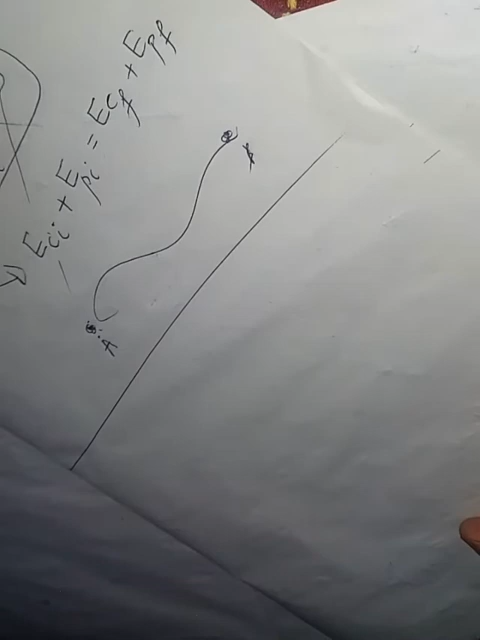 Eci + Epi = Ecf + Epf
A